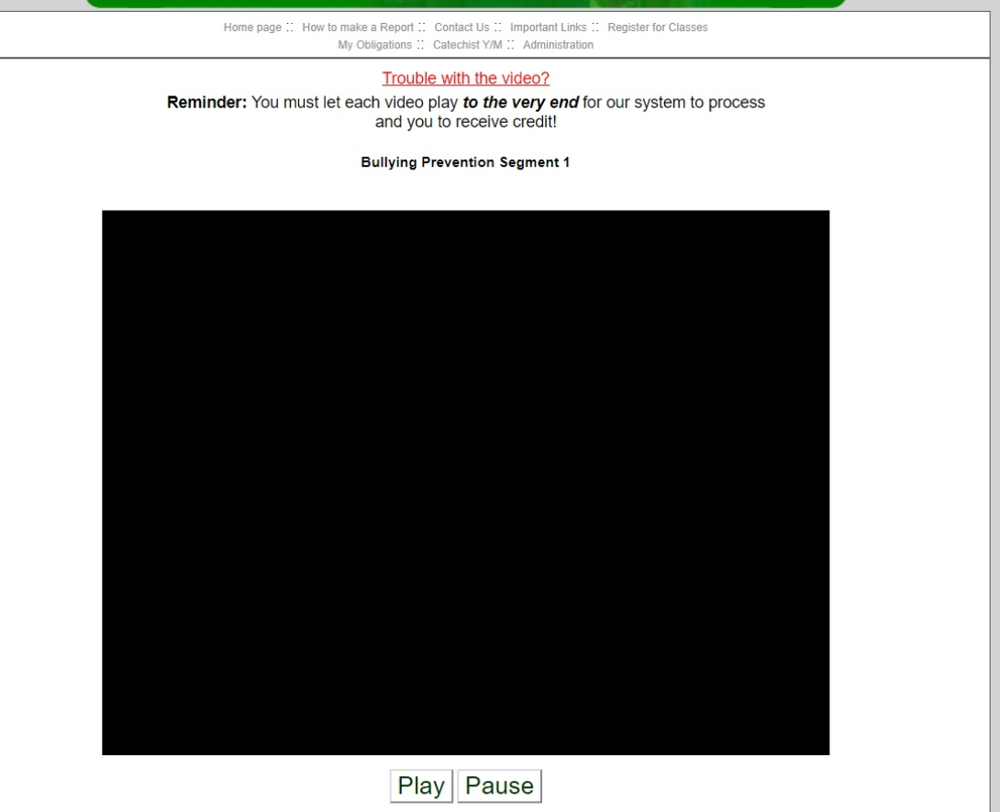 Home page :: How to make a Report :: Contact Us :: Important Links :: Register for Classes
My Obligations :: Catechist Y/M :: Administration
Trouble with the video?
Reminder: You must let each video play to the very end for our system to process
and you to receive credit!
Bullying Prevention Segment 1
Play Pause